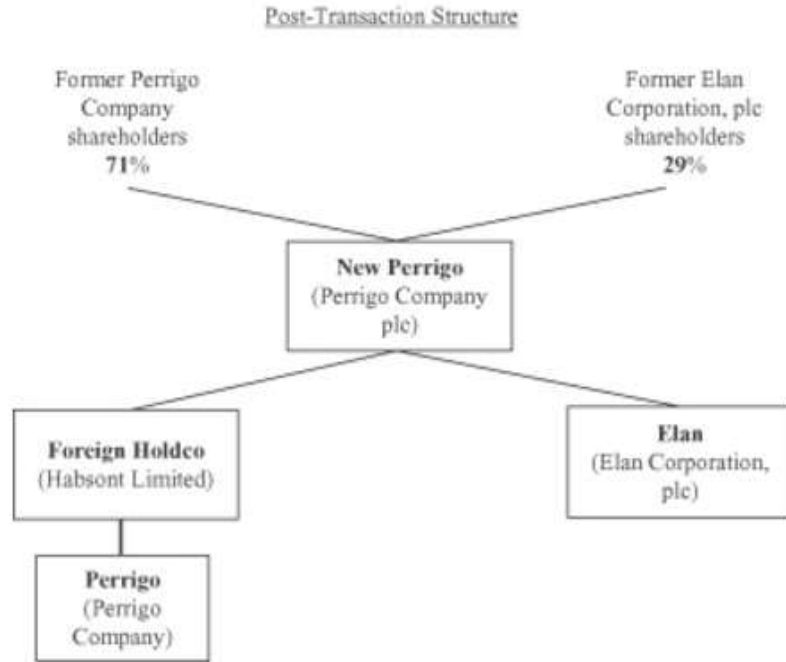 Post-Transaction Structure
Former Perrigo
Company
shareholders
71%
Former Elan
Corporation, plc
shareholders
29%
New Perrigo
(Perrigo Company
plc)
Foreign Holdco
(Habsont Limited)
Elan
(Elan Corporation,
plc)
Perrigo
(Perrigo
Company)